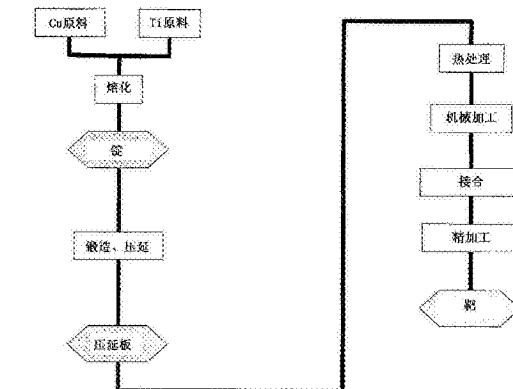 Cu原料
Ti原料
熔化
锭
锻造、压延
压延板
热处理
机械加工
接合
精加工
靶